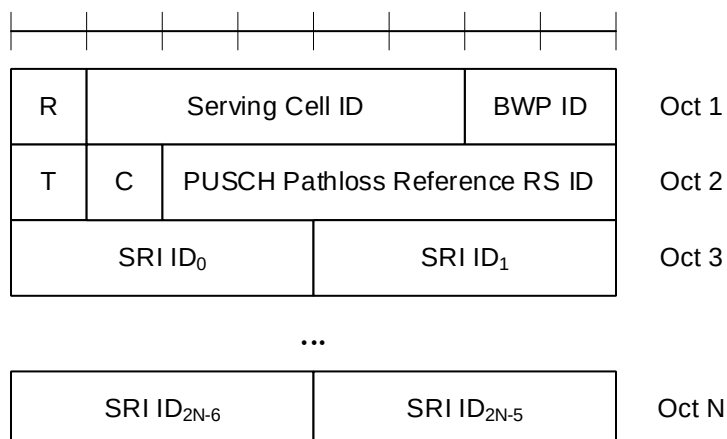 R Serving Cell ID BWP ID Oct 1
T C PUSCH Pathloss Reference RS ID Oct 2
SRI ID₀ SRI ID₁ Oct 3
...
SRI ID₂N₋₆ SRI ID₂N₋₅ Oct N